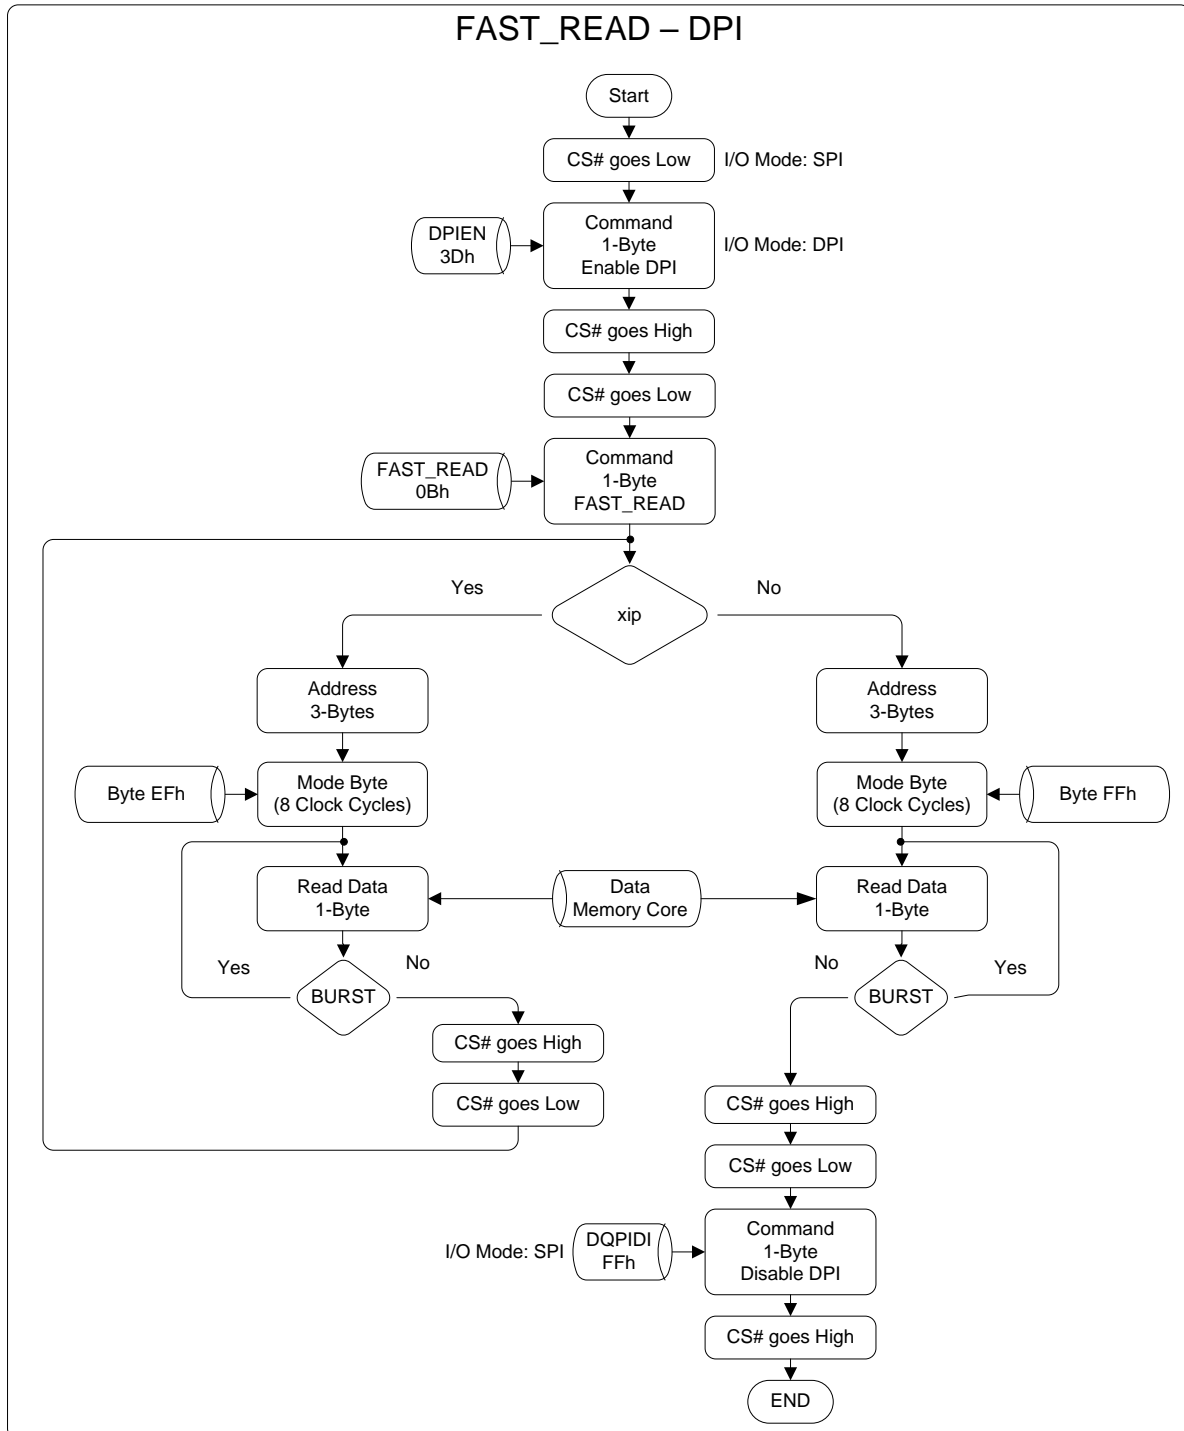 FAST_READ – DPI
Start
CS# goes Low
I/O Mode: SPI
DPIEN
3Dh
Command
1-Byte
Enable DPI
I/O Mode: DPI
CS# goes High
CS# goes Low
FAST_READ
0Bh
Command
1-Byte
FAST_READ
Yes
xip
No
Address
3-Bytes
Address
3-Bytes
Byte EFh
Mode Byte
(8 Clock Cycles)
Mode Byte
(8 Clock Cycles)
Byte FFh
Read Data
1-Byte
Data
Memory Core
Read Data
1-Byte
Yes
BURST
No
No
BURST
Yes
CS# goes High
CS# goes Low
CS# goes High
CS# goes Low
I/O Mode: SPI
DQPIDI
FFh
Command
1-Byte
Disable DPI
CS# goes High
END